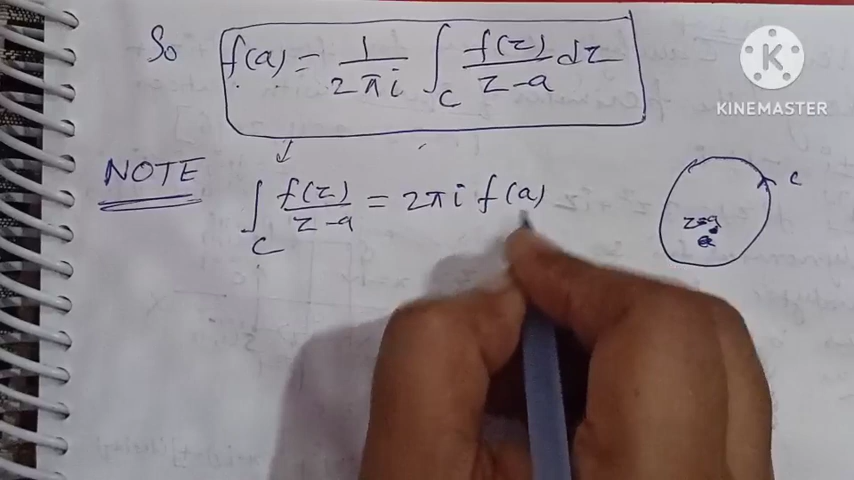 So f(a) = 1/2πi ∫_C f(z)/z-a dz
K
KINEMASTER
NOTE
∫_C f(z)/z-a = 2πi f(a)
C
z=a